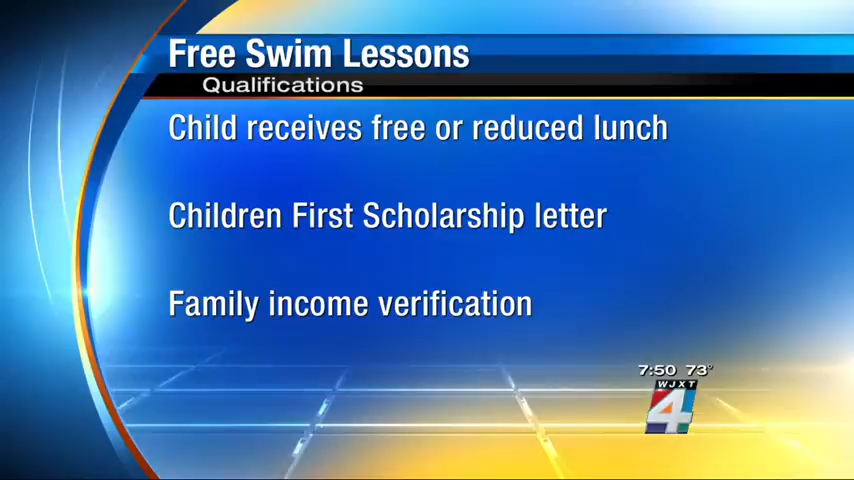 Free Swim Lessons
Qualifications
Child receives free or reduced lunch
Children First Scholarship letter
Family income verification
7:50 73°
WJXT
4